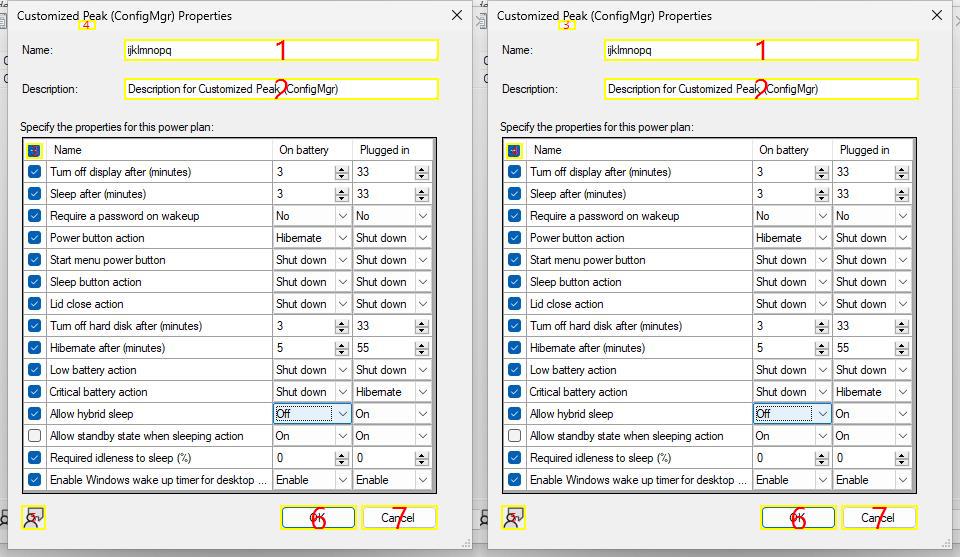 Customized Peak (ConfigMgr) Properties
4
Name: ijklmnopq 1
Description: Description for Customized Peak (ConfigMgr) 2
Specify the properties for this power plan:
Name On battery Plugged in
Turn off display after (minutes) 3 33
Sleep after (minutes) 3 33
Require a password on wakeup No No
Power button action Hibernate Shut down
Start menu power button Shut down Shut down
Sleep button action Shut down Shut down
Lid close action Shut down Shut down
Turn off hard disk after (minutes) 3 33
Hibernate after (minutes) 5 55
Low battery action Shut down Shut down
Critical battery action Shut down Hibernate
Allow hybrid sleep Off On
Allow standby state when sleeping action On On
Required idleness to sleep (%) 0 0
Enable Windows wake up timer for desktop ... Enable Enable
OK 6 Cancel 7
Customized Peak (ConfigMgr) Properties
3
Name: ijklmnopq 1
Description: Description for Customized Peak (ConfigMgr) 2
Specify the properties for this power plan:
Name On battery Plugged in
Turn off display after (minutes) 3 33
Sleep after (minutes) 3 33
Require a password on wakeup No No
Power button action Hibernate Shut down
Start menu power button Shut down Shut down
Sleep button action Shut down Shut down
Lid close action Shut down Shut down
Turn off hard disk after (minutes) 3 33
Hibernate after (minutes) 5 55
Low battery action Shut down Shut down
Critical battery action Shut down Hibernate
Allow hybrid sleep Off On
Allow standby state when sleeping action On On
Required idleness to sleep (%) 0 0
Enable Windows wake up timer for desktop ... Enable Enable
OK 6 Cancel 7